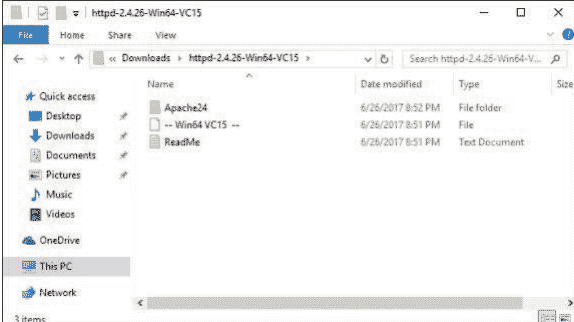 httpd-2.4.26-Win64-VC15
File Home Share View
« Downloads › httpd-2.4.26-Win64-VC15 ›
Search httpd-2.4.26-Win64-V...
Name Date modified Type Size
Quick access
Desktop
Downloads
Documents
Pictures
Music
Videos
OneDrive
This PC
Network
Apache24 6/26/2017 8:52 PM File folder
-- Win64 VC15 -- 6/26/2017 8:51 PM File
ReadMe 6/26/2017 8:51 PM Text Document
3 items